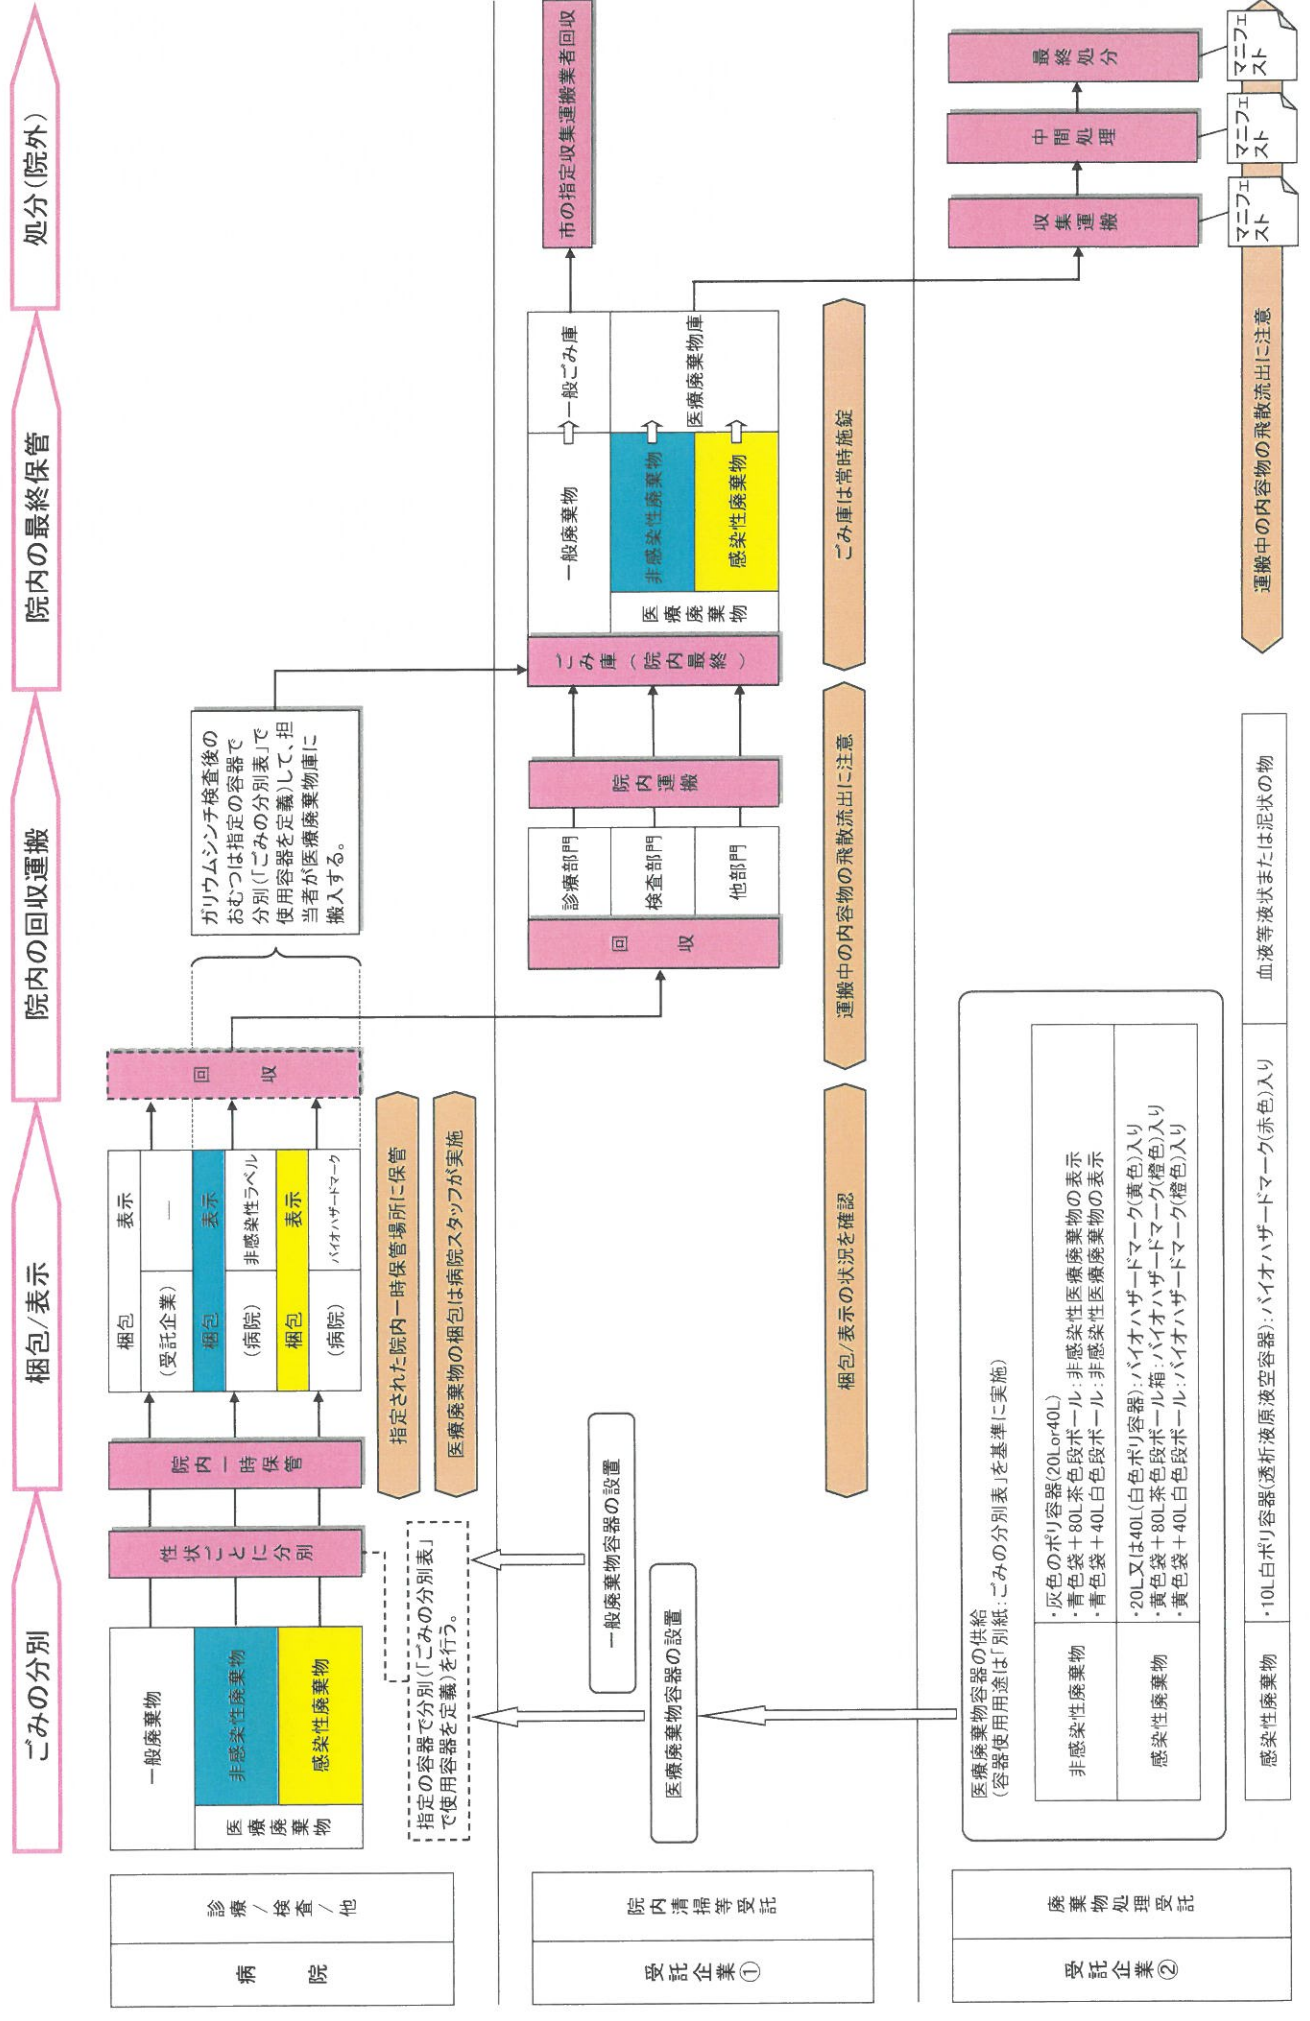 ごみの分別
梱包/表示
院内の回収運搬
院内の最終保管
処分(院外)
病院
診療/検査/他
一般廃棄物
医療廃棄物
非感染性廃棄物
感染性廃棄物
性状ごとに分別
院内一時保管
梱包
表示
(受託企業)
―
梱包
表示
(病院)
非感染性ラベル
梱包
表示
(病院)
バイオハザードマーク
回収
ガリウムシンチ検査後の
おむつは指定の容器で
分別(「ごみの分別表」で
使用容器を定義)して、担
当者が医療廃棄物庫に
搬入する。
指定された院内一時保管場所に保管
医療廃棄物の梱包は病院スタッフが実施
指定の容器で分別(「ごみの分別表」
で使用容器を定義)を行う。
受託企業①
院内清掃等受託
一般廃棄物容器の設置
医療廃棄物容器の設置
回収
診療部門
検査部門
他部門
院内運搬
ごみ庫(院内最終)
一般廃棄物
医療廃棄物
非感染性廃棄物
感染性廃棄物
一般ごみ庫
医療廃棄物庫
市の指定収集運搬業者回収
梱包/表示の状況を確認
運搬中の内容物の飛散流出に注意
ごみ庫は常時施錠
受託企業②
廃棄物処理受託
医療廃棄物容器の供給
(容器使用用途は「別紙:ごみの分別表」を基準に実施)
非感染性廃棄物
・灰色のポリ容器(20Lor40L)
・青色袋+80L茶色段ボール:非感染性医療廃棄物の表示
・青色袋+40L白色段ボール:非感染性医療廃棄物の表示
感染性廃棄物
・20L又は40L(白色ポリ容器):バイオハザードマーク(黄色)入り
・黄色袋+80L茶色段ボール箱:バイオハザードマーク(橙色)入り
・黄色袋+40L白色段ボール:バイオハザードマーク(橙色)入り
感染性廃棄物
・10L白ポリ容器(透析液原液空容器):バイオハザードマーク(赤色)入り
血液等液状または泥状の物
収集運搬
中間処理
最終処分
運搬中の内容物の飛散流出に注意
マニフェ
スト
マニフェ
スト
マニフェ
スト